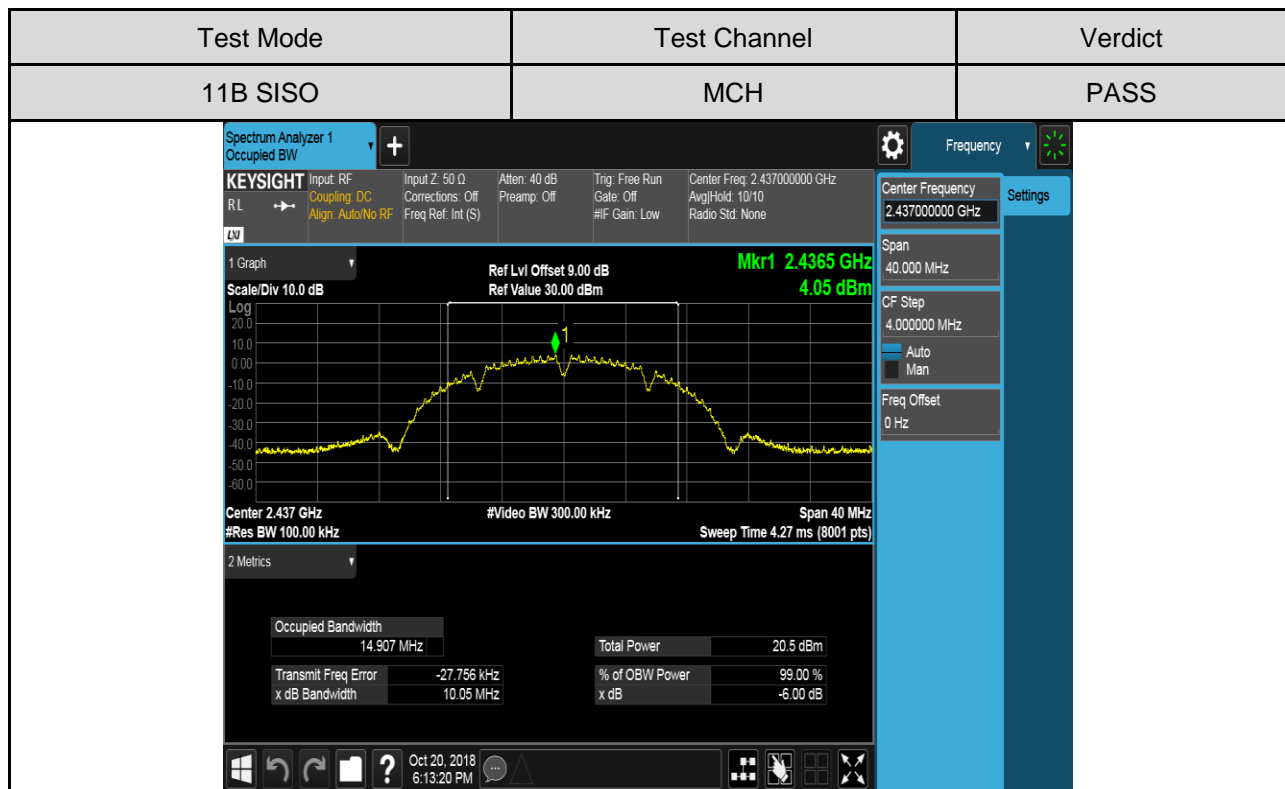 Test Mode Test Channel Verdict
11B SISO MCH PASS
Spectrum Analyzer 1
Occupied BW
Frequency
KEYSIGHT Input: RF Input Z: 50 Ω Atten: 40 dB Trig: Free Run Center Freq: 2.437000000 GHz
RL Coupling: DC Corrections: Off Preamp: Off Gate: Off Avg|Hold: 10/10
Align: Auto/No RF Freq Ref: Int (S) #IF Gain: Low Radio Std: None
LXI
Center Frequency Settings
2.437000000 GHz
Span
40.000 MHz
CF Step
4.000000 MHz
Auto
Man
Freq Offset
0 Hz
1 Graph Ref Lvl Offset 9.00 dB Mkr1 2.4365 GHz
Scale/Div 10.0 dB Ref Value 30.00 dBm 4.05 dBm
Log
20.0
10.0
0.00
-10.0
-20.0
-30.0
-40.0
-50.0
-60.0
1
Center 2.437 GHz #Video BW 300.00 kHz Span 40 MHz
#Res BW 100.00 kHz Sweep Time 4.27 ms (8001 pts)
2 Metrics
Occupied Bandwidth
14.907 MHz Total Power 20.5 dBm
Transmit Freq Error -27.756 kHz % of OBW Power 99.00 %
x dB Bandwidth 10.05 MHz x dB -6.00 dB
? Oct 20, 2018
6:13:20 PM